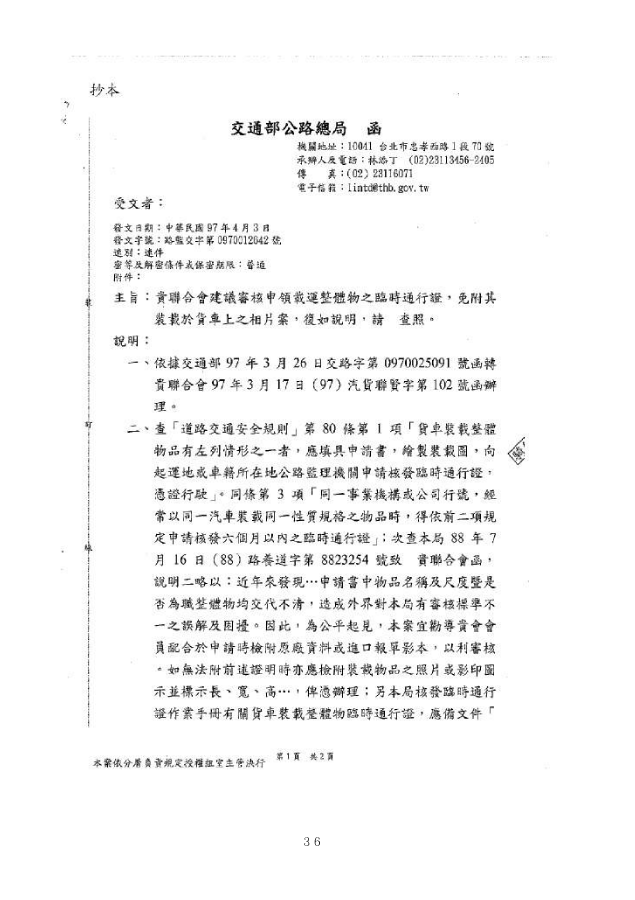 抄本
交通部公路總局 函
機關地址：10041 台北市忠孝西路1段70號
承辦人及電話：林添丁 (02)23113456-2405
傳 真：(02) 23116071
電子信箱：lintd@thb.gov.tw
受文者：
發文日期：中華民國97年4月3日
發文字號：路監交字第0970012642號
速別：速件
密等及解密條件或保密期限：普通
附件：
主旨：貴聯合會建議審核申領載運整體物之臨時通行證，免附其
裝載於貨車上之相片案，復如說明，請 查照。
說明：
一、依據交通部97年3月26日交路字第0970025091號函轉
貴聯合會97年3月17日（97）汽貨聯賢字第102號函辦
理。
二、查「道路交通安全規則」第80條第1項「貨車裝載整體
物品有左列情形之一者，應填具申請書，繪製裝載圖，向
起運地或車籍所在地公路監理機關申請核發臨時通行證，
憑證行駛」。同條第3項「同一事業機構或公司行號，經
常以同一汽車裝載同一性質規格之物品時，得依前二項規
定申請核發六個月以內之臨時通行證」；次查本局88年7
月16日（88）路養道字第8823254號致 貴聯合會函，
說明二略以：近年來發現…申請書中物品名稱及尺度暨是
否為職整體物均交代不清，造成外界對本局有審核標準不
一之誤解及困擾。因此，為公平起見，本案宜勸導貴會會
員配合於申請時檢附原廠資料或進口報單影本，以利審核
。如無法附前述證明時亦應檢附裝載物品之照片或影印圖
示並標示長、寬、高…，俾憑辦理；另本局核發臨時通行
證作業手冊有關貨車裝載整體物臨時通行證，應備文件「
裝
訂
線
本案依分層負責規定授權組室主管決行
第1頁 共2頁
36